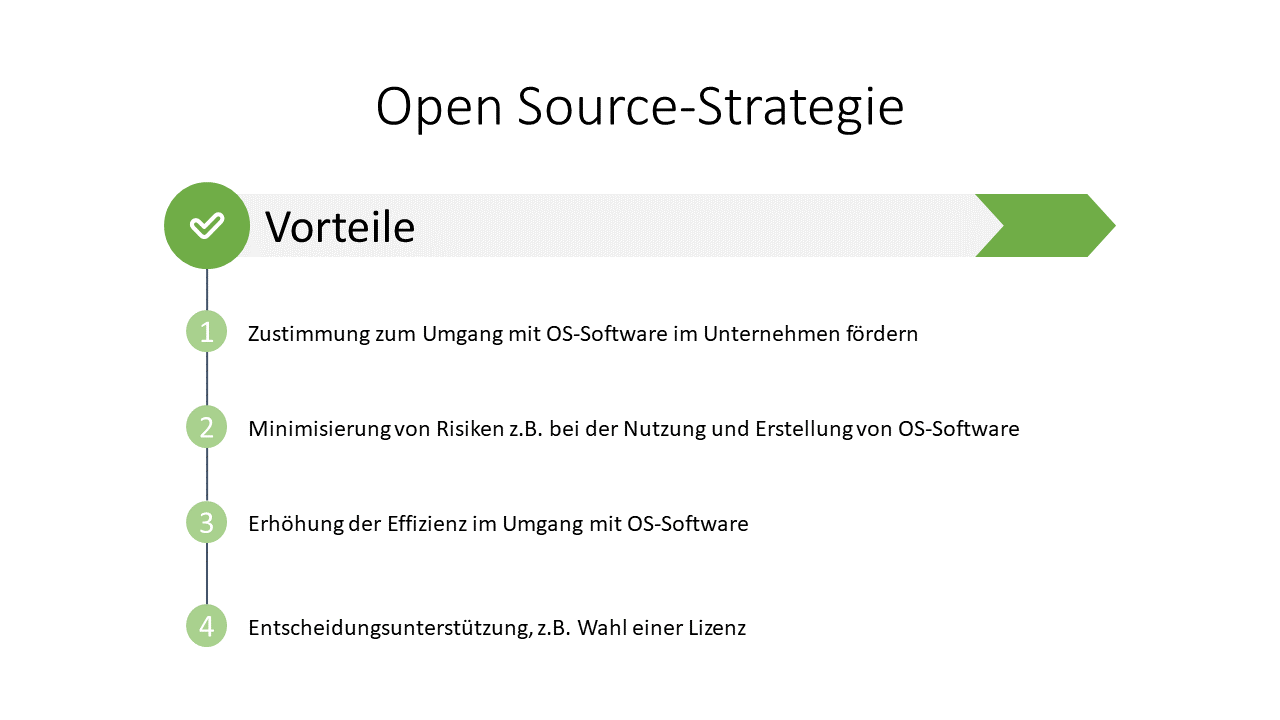 Open Source-Strategie
Vorteile
1 Zustimmung zum Umgang mit OS-Software im Unternehmen fördern
2 Minimisierung von Risiken z.B. bei der Nutzung und Erstellung von OS-Software
3 Erhöhung der Effizienz im Umgang mit OS-Software
4 Entscheidungsunterstützung, z.B. Wahl einer Lizenz